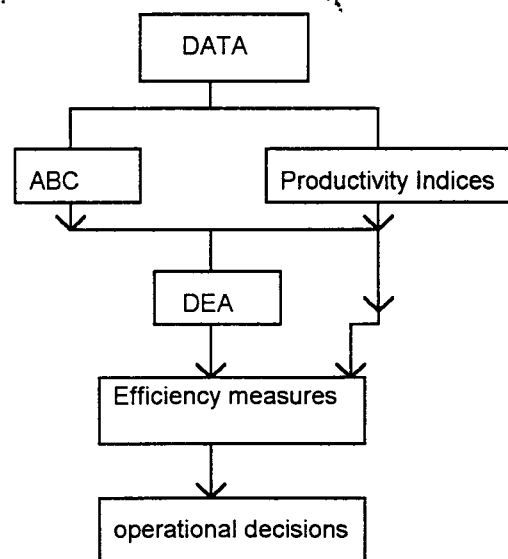 DATA
ABC
Productivity Indices
DEA
Efficiency measures
operational decisions